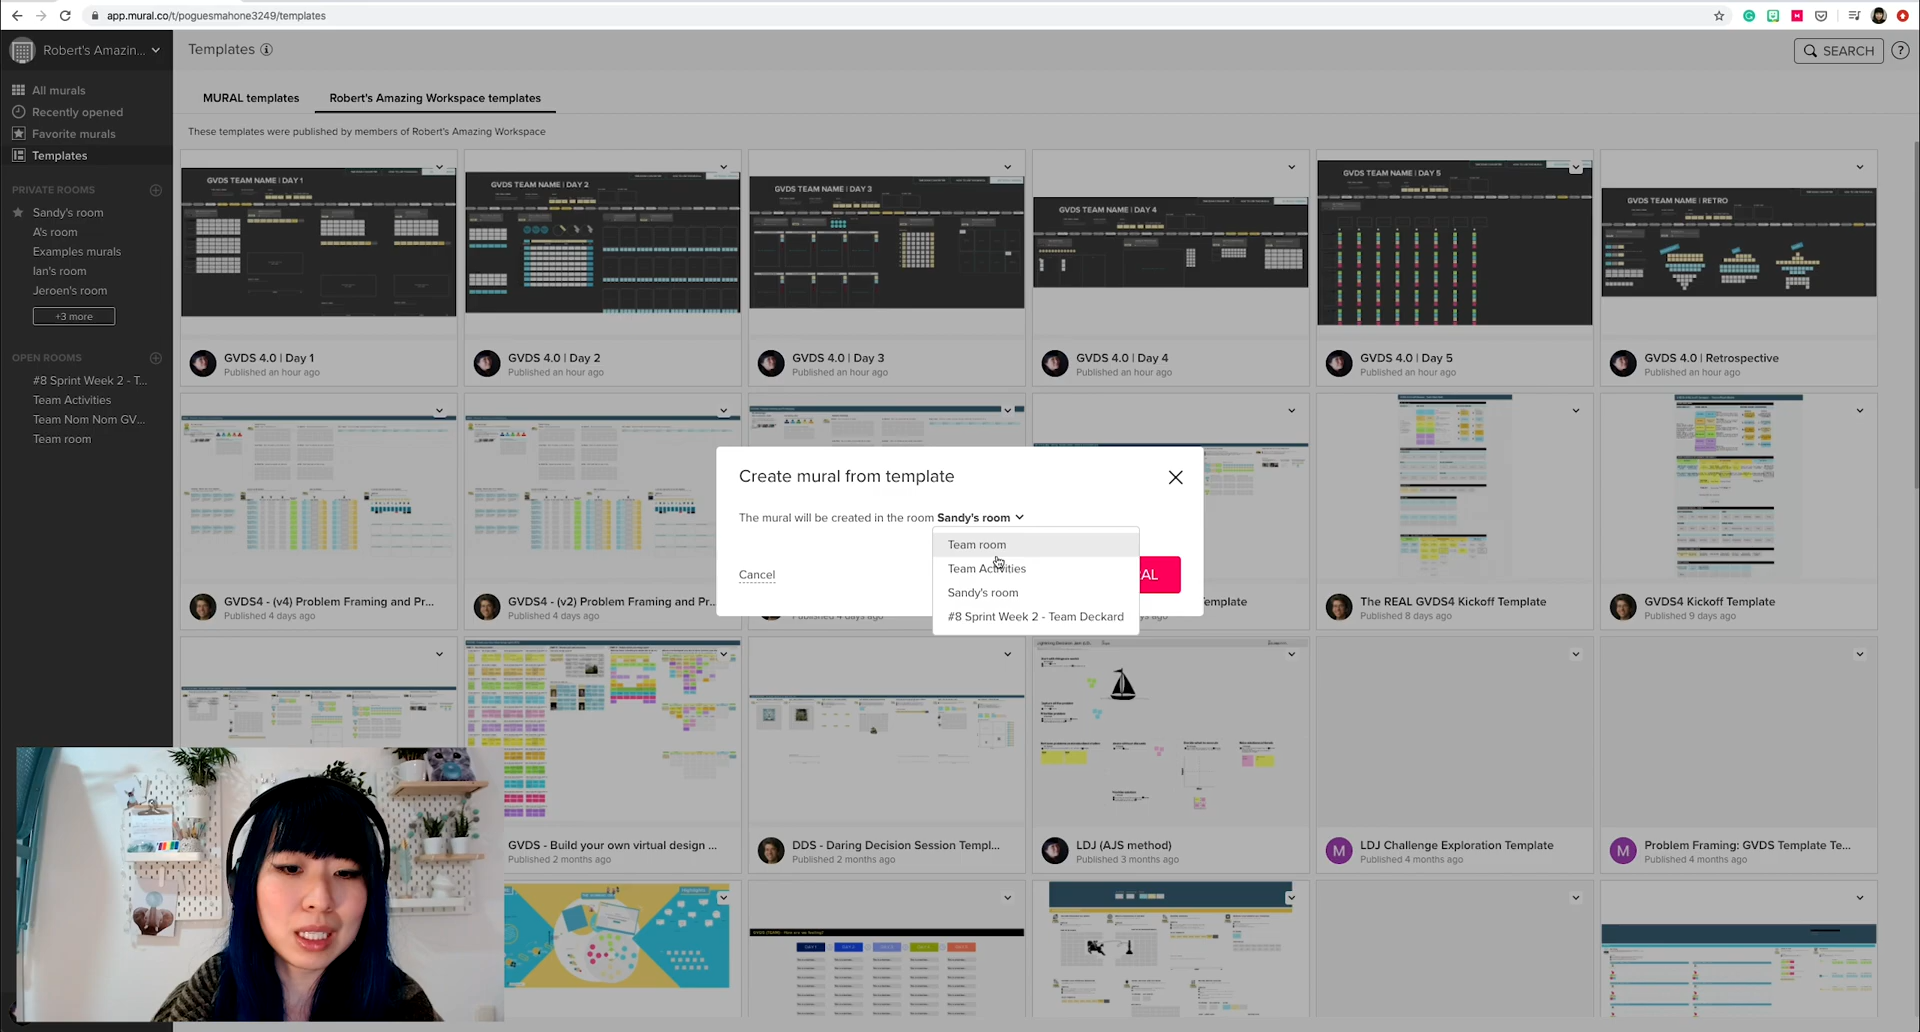 app.mural.co/t/poguesmahone3249/templates
Robert's Amazin...
Templates
SEARCH
All murals
Recently opened
Favorite murals
Templates
PRIVATE ROOMS
Sandy's room
A's room
Examples murals
Ian's room
Jeroen's room
+3 more
OPEN ROOMS
#8 Sprint Week 2 - T...
Team Activities
Team Nom Nom GV...
Team room
MURAL templates
Robert's Amazing Workspace templates
These templates were published by members of Robert's Amazing Workspace
GVDS TEAM NAME | DAY 1
GVDS TEAM NAME | DAY 2
GVDS TEAM NAME | DAY 3
GVDS TEAM NAME | DAY 4
GVDS TEAM NAME | DAY 5
GVDS TEAM NAME | RETRO
GVDS 4.0 | Day 1
Published an hour ago
GVDS 4.0 | Day 2
Published an hour ago
GVDS 4.0 | Day 3
Published an hour ago
GVDS 4.0 | Day 4
Published an hour ago
GVDS 4.0 | Day 5
Published an hour ago
GVDS 4.0 | Retrospective
Published an hour ago
Create mural from template
The mural will be created in the room Sandy's room
Team room
Team Activities
Sandy's room
#8 Sprint Week 2 - Team Deckard
Cancel
AL
GVDS4 - (v4) Problem Framing and Pr...
Published 4 days ago
GVDS4 - (v2) Problem Framing and Pr...
Published 4 days ago
Published 4 days ago
Template
The REAL GVDS4 Kickoff Template
Published 8 days ago
GVDS4 Kickoff Template
Published 9 days ago
GVDS - Build your own virtual design ...
Published 2 months ago
DDS - Daring Decision Session Templ...
Published 2 months ago
LDJ (AJS method)
Published 3 months ago
M
LDJ Challenge Exploration Template
Published 4 months ago
M
Problem Framing: GVDS Template Te...
Published 4 months ago